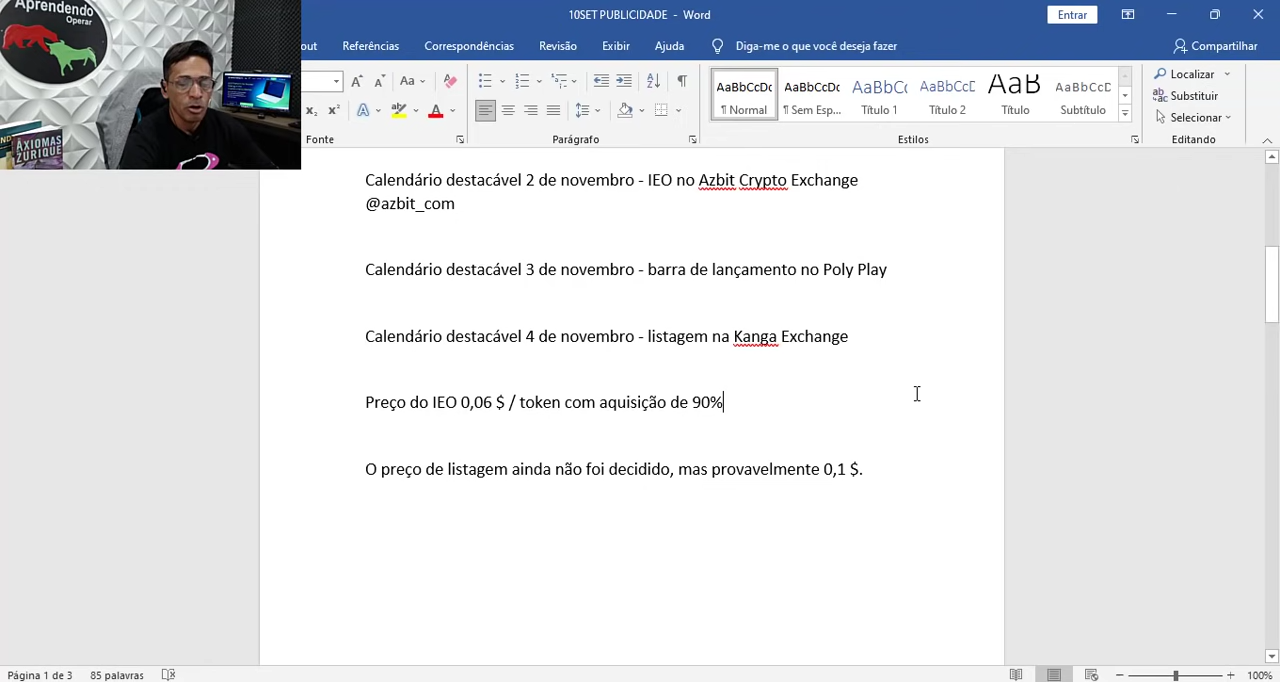 10SET PUBLICIDADE - Word
Entrar
Aprendendo
Operar
out Referências Correspondências Revisão Exibir Ajuda Diga-me o que você deseja fazer Compartilhar
Aa
AaBbCcDc AaBbCcDc AaBbCc AaBbCcD AaB AaBbCcD
¶ Normal ¶ Sem Esp... Título 1 Título 2 Título Subtítulo
Localizar
Substituir
Selecionar
Fonte Parágrafo Estilos Editando
AXIOMAS
ZURIQUE
Calendário destacável 2 de novembro - IEO no Azbit Crypto Exchange
@azbit_com
Calendário destacável 3 de novembro - barra de lançamento no Poly Play
Calendário destacável 4 de novembro - listagem na Kanga Exchange
Preço do IEO 0,06 $ / token com aquisição de 90%
O preço de listagem ainda não foi decidido, mas provavelmente 0,1 $.
Página 1 de 3 85 palavras 100%